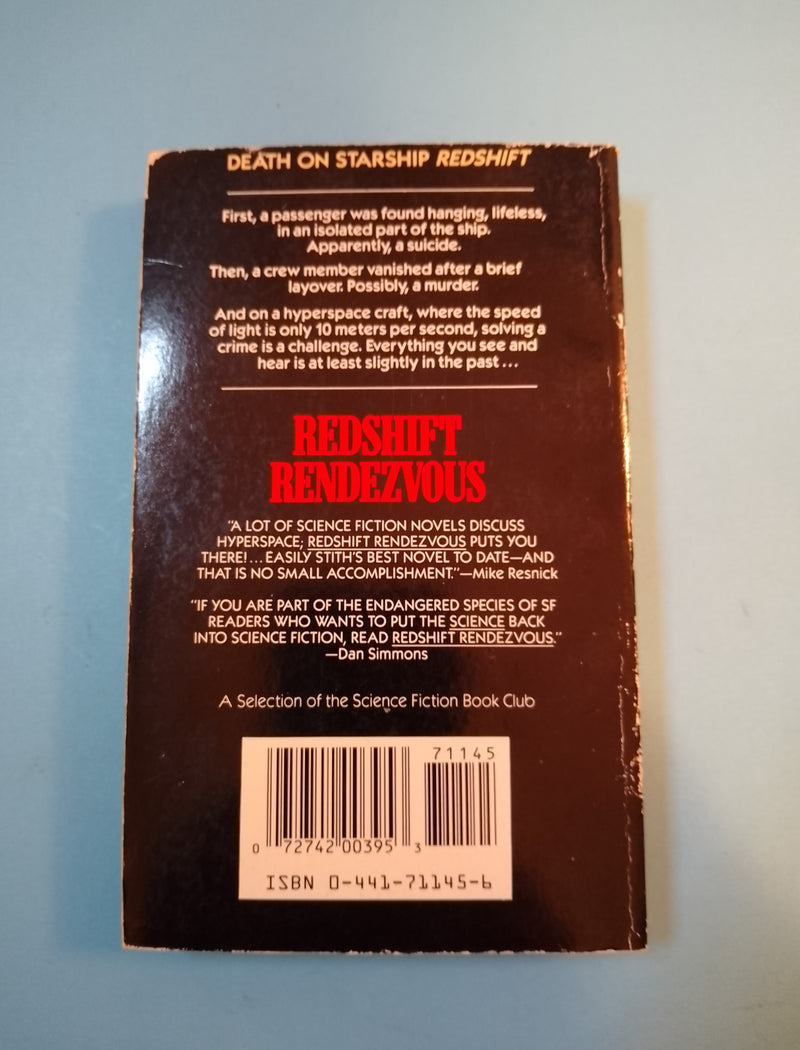 DEATH ON STARSHIP REDSHIFT
First, a passenger was found hanging, lifeless,
in an isolated part of the ship.
Apparently, a suicide.
Then, a crew member vanished after a brief
layover. Possibly, a murder.
And on a hyperspace craft, where the speed
of light is only 10 meters per second, solving a
crime is a challenge. Everything you see and
hear is at least slightly in the past...
REDSHIFT
RENDEZVOUS
"A LOT OF SCIENCE FICTION NOVELS DISCUSS
HYPERSPACE; REDSHIFT RENDEZVOUS PUTS YOU
THERE!...EASILY STITH'S BEST NOVEL TO DATE—AND
THAT IS NO SMALL ACCOMPLISHMENT."—Mike Resnick
"IF YOU ARE PART OF THE ENDANGERED SPECIES OF SF
READERS WHO WANTS TO PUT THE SCIENCE BACK
INTO SCIENCE FICTION, READ REDSHIFT RENDEZVOUS."
—Dan Simmons
A Selection of the Science Fiction Book Club
71145
0 72742 00395 3
ISBN 0-441-71145-6